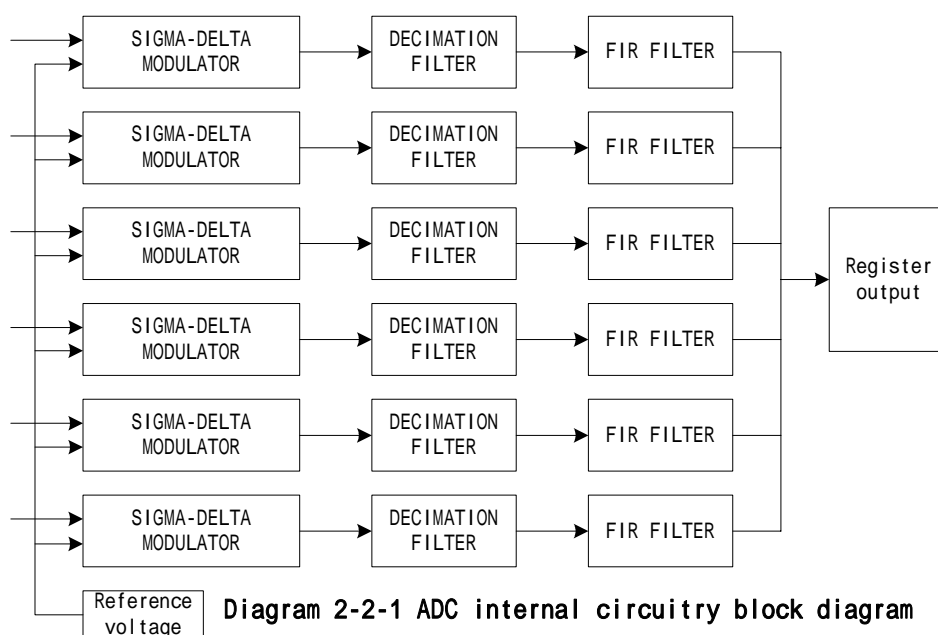 SIGMA-DELTA
MODULATOR
DECIMATION
FILTER
FIR FILTER
SIGMA-DELTA
MODULATOR
DECIMATION
FILTER
FIR FILTER
SIGMA-DELTA
MODULATOR
DECIMATION
FILTER
FIR FILTER
Register
output
SIGMA-DELTA
MODULATOR
DECIMATION
FILTER
FIR FILTER
SIGMA-DELTA
MODULATOR
DECIMATION
FILTER
FIR FILTER
SIGMA-DELTA
MODULATOR
DECIMATION
FILTER
FIR FILTER
Reference
voltage
Diagram 2-2-1 ADC internal circuitry block diagram